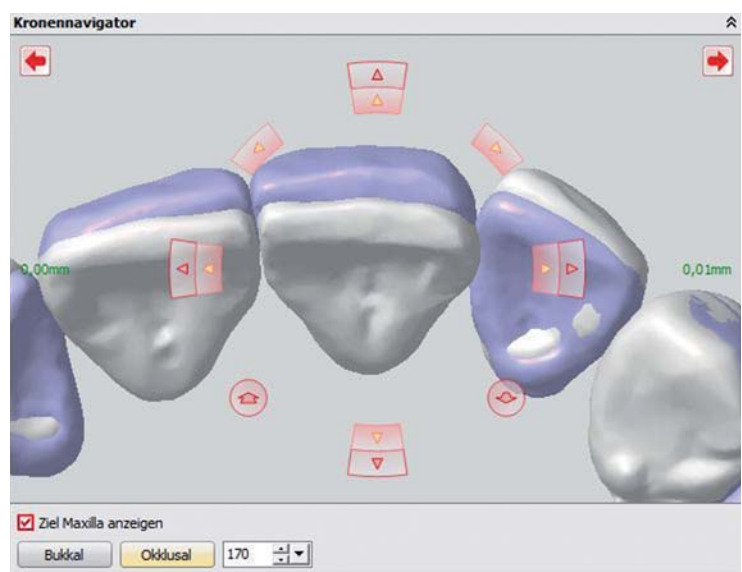 Kronennavigator
0,00mm
0,01mm
Ziel Maxilla anzeigen
Bukkal Okklusal 170